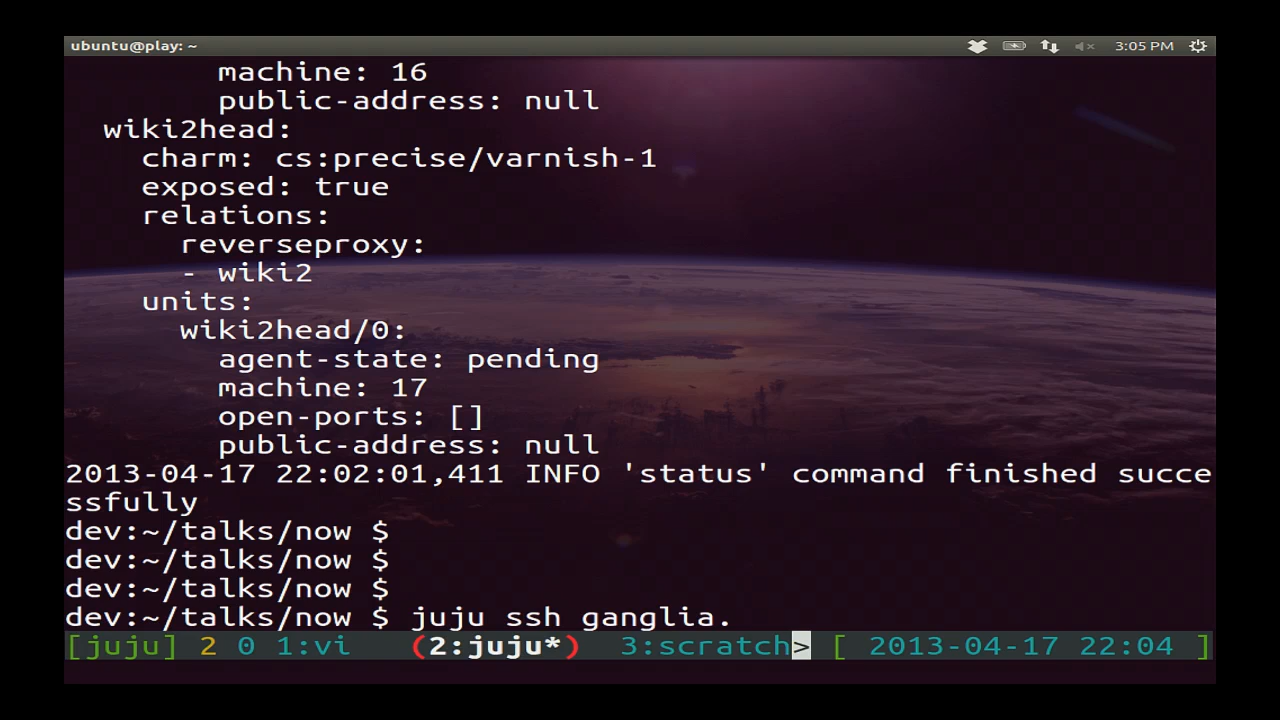 ubuntu@play: ~
3:05 PM
machine: 16
public-address: null
wiki2head:
charm: cs:precise/varnish-1
exposed: true
relations:
reverseproxy:
- wiki2
units:
wiki2head/0:
agent-state: pending
machine: 17
open-ports: []
public-address: null
2013-04-17 22:02:01,411 INFO 'status' command finished succe
ssfully
dev:~/talks/now $
dev:~/talks/now $
dev:~/talks/now $
dev:~/talks/now $ juju ssh ganglia.
[juju] 2 0 1:vi (2:juju*) 3:scratch> [ 2013-04-17 22:04 ]